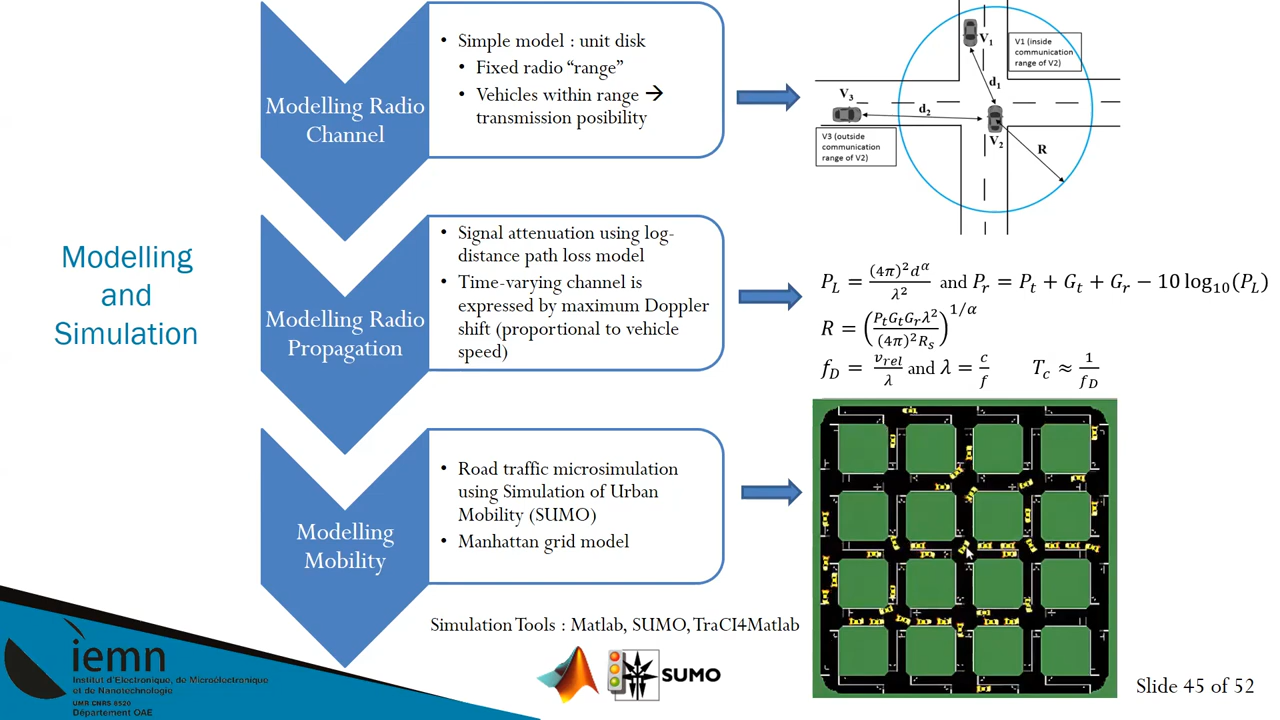 Modelling
and
Simulation
Modelling Radio
Channel
• Simple model : unit disk
• Fixed radio “range”
• Vehicles within range →
transmission posibility
V1
V1 (inside
communication
range of V2)
d1
V3
d2
V2
R
V3 (outside
communication
range of V2)
Modelling Radio
Propagation
• Signal attenuation using log-
distance path loss model
• Time-varying channel is
expressed by maximum Doppler
shift (proportional to vehicle
speed)
P_L = (4π)²d^α / λ² and P_r = P_t + G_t + G_r − 10 log₁₀(P_L)
R = (P_t G_t G_r λ² / (4π)² R_s)^{1/α}
f_D = v_rel / λ and λ = c / f T_c ≈ 1 / f_D
Modelling
Mobility
• Road traffic microsimulation
using Simulation of Urban
Mobility (SUMO)
• Manhattan grid model
Simulation Tools : Matlab, SUMO, TraCI4Matlab
SUMO
iemn
Institut d'Electronique, de Microélectronique
et de Nanotechnologie
UMR CNRS 8520
Département OAE
Slide 45 of 52